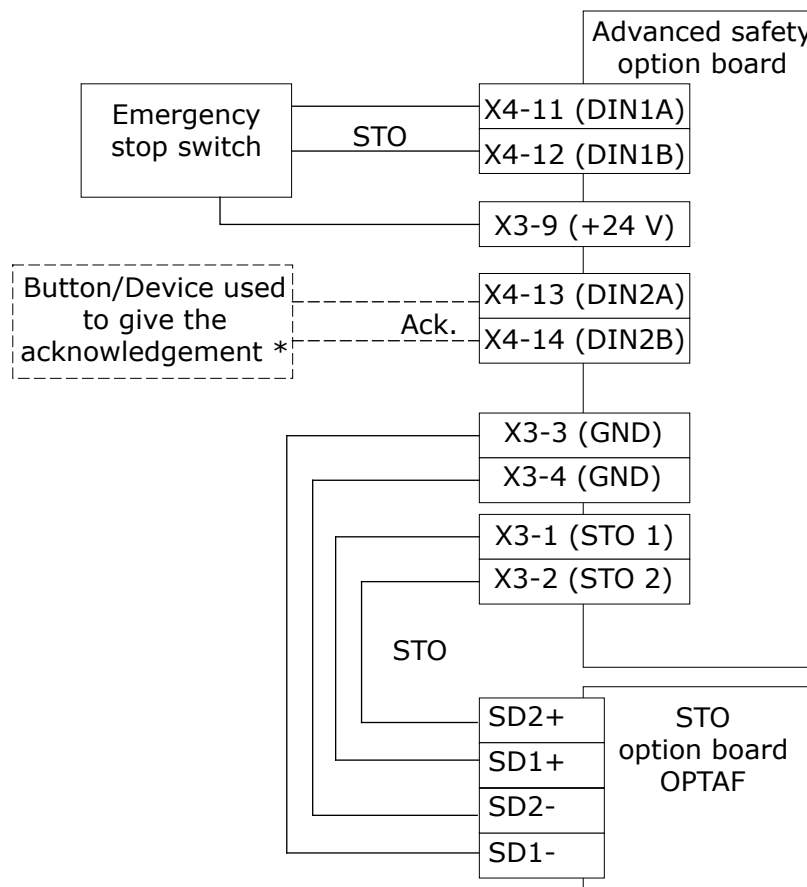 Advanced safety
option board
Emergency
stop switch
STO
X4-11 (DIN1A)
X4-12 (DIN1B)
X3-9 (+24 V)
Button/Device used
to give the
acknowledgement *
Ack.
X4-13 (DIN2A)
X4-14 (DIN2B)
X3-3 (GND)
X3-4 (GND)
X3-1 (STO 1)
X3-2 (STO 2)
STO
SD2+
SD1+
SD2-
SD1-
STO
option board
OPTAF